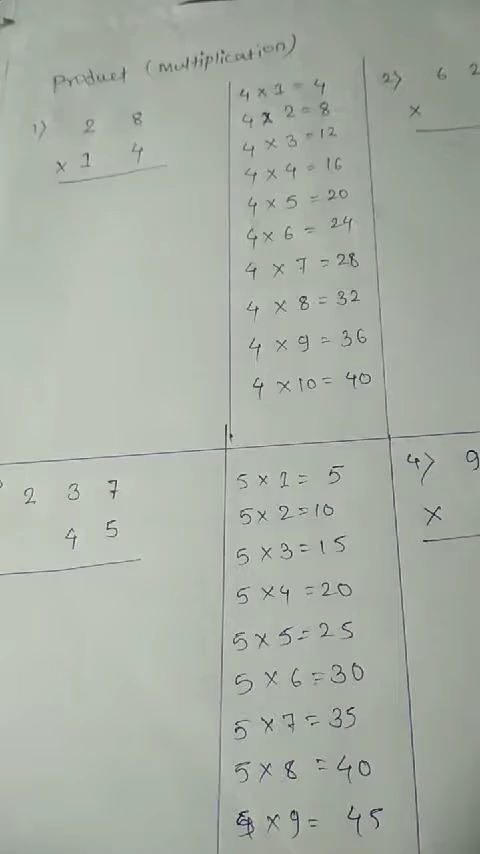 Product (Multiplication)
1) 2 8
× 1 4
4 × 1 = 4
4 × 2 = 8
4 × 3 = 12
4 × 4 = 16
4 × 5 = 20
4 × 6 = 24
4 × 7 = 28
4 × 8 = 32
4 × 9 = 36
4 × 10 = 40
2) 6 2
×
2 3 7
4 5
5 × 1 = 5
5 × 2 = 10
5 × 3 = 15
5 × 4 = 20
5 × 5 = 25
5 × 6 = 30
5 × 7 = 35
5 × 8 = 40
5 × 9 = 45
4) 9
×